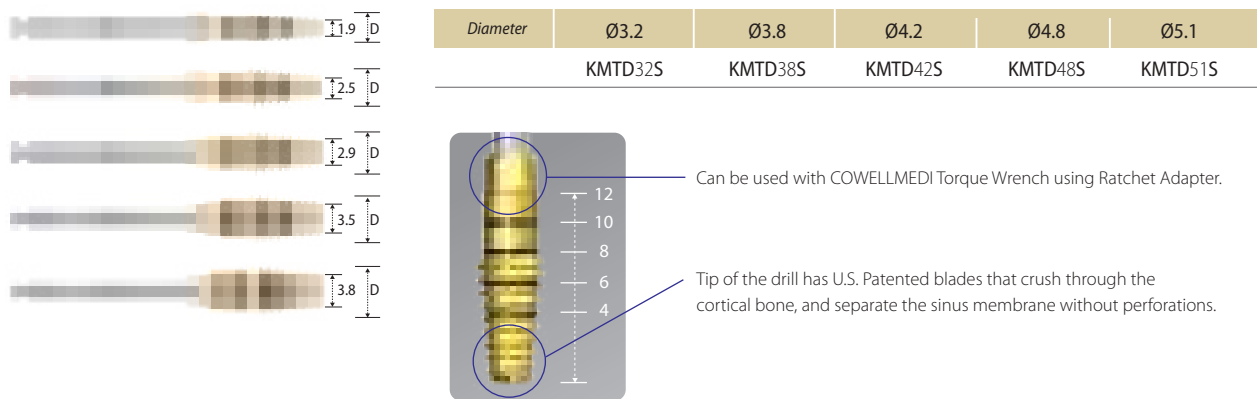 1.9 D
2.5 D
2.9 D
3.5 D
3.8 D
Diameter Ø3.2 Ø3.8 Ø4.2 Ø4.8 Ø5.1
KMTD32S KMTD38S KMTD42S KMTD48S KMTD51S
12
10
8
6
4
Can be used with COWELLMEDI Torque Wrench using Ratchet Adapter.
Tip of the drill has U.S. Patented blades that crush through the
cortical bone, and separate the sinus membrane without perforations.